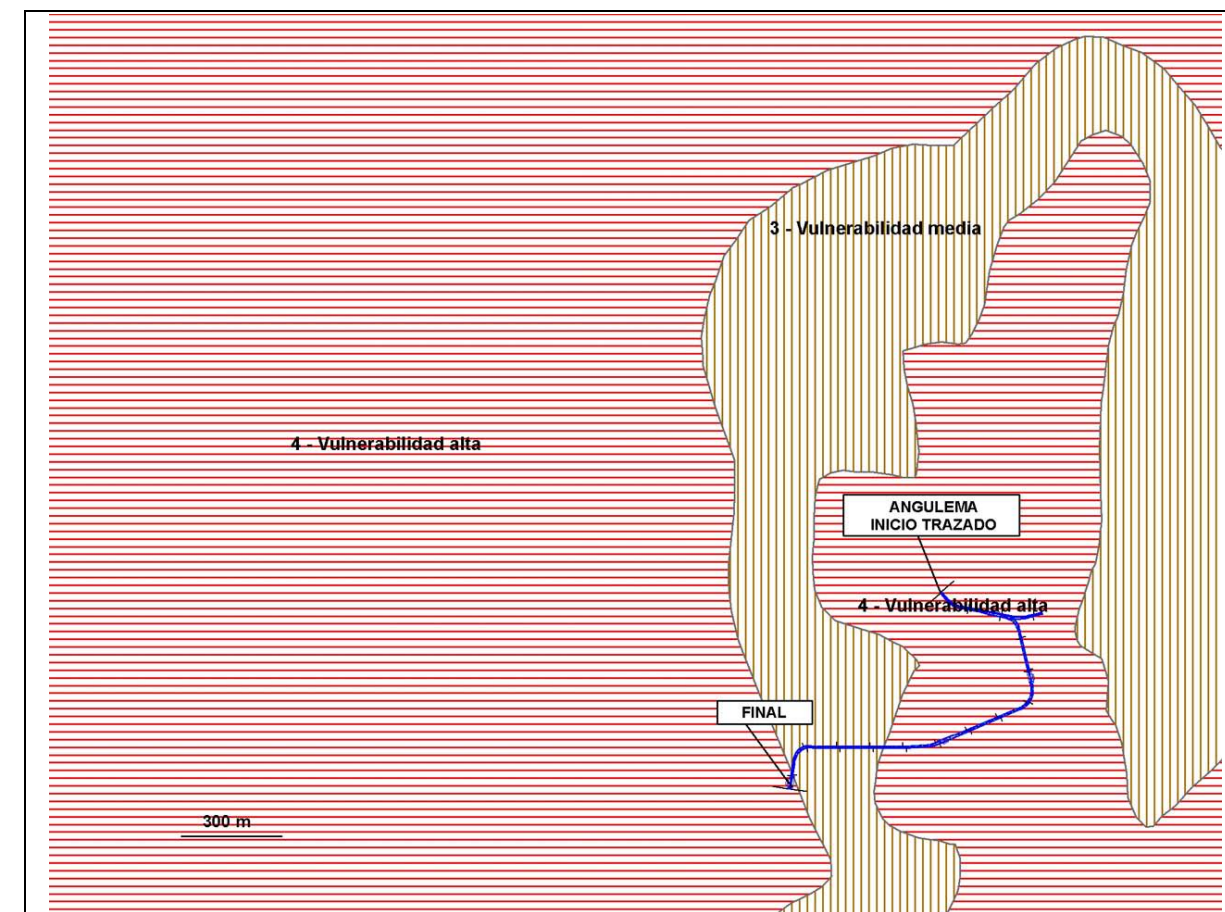 3 - Vulnerabilidad media
4 - Vulnerabilidad alta
ANGULEMA
INICIO TRAZADO
4 - Vulnerabilidad alta
FINAL
300 m